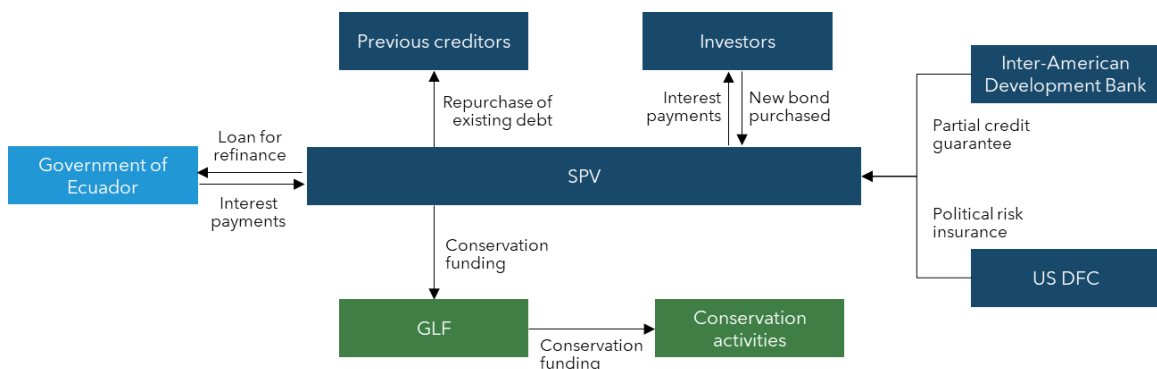 Previous creditors
Investors
Inter-American
Development Bank
Repurchase of
existing debt
Interest
payments
New bond
purchased
Partial credit
guarantee
Loan for
refinance
Government of
Ecuador
SPV
Interest
payments
Political risk
insurance
Conservation
funding
US DFC
GLF
Conservation
activities
Conservation
funding